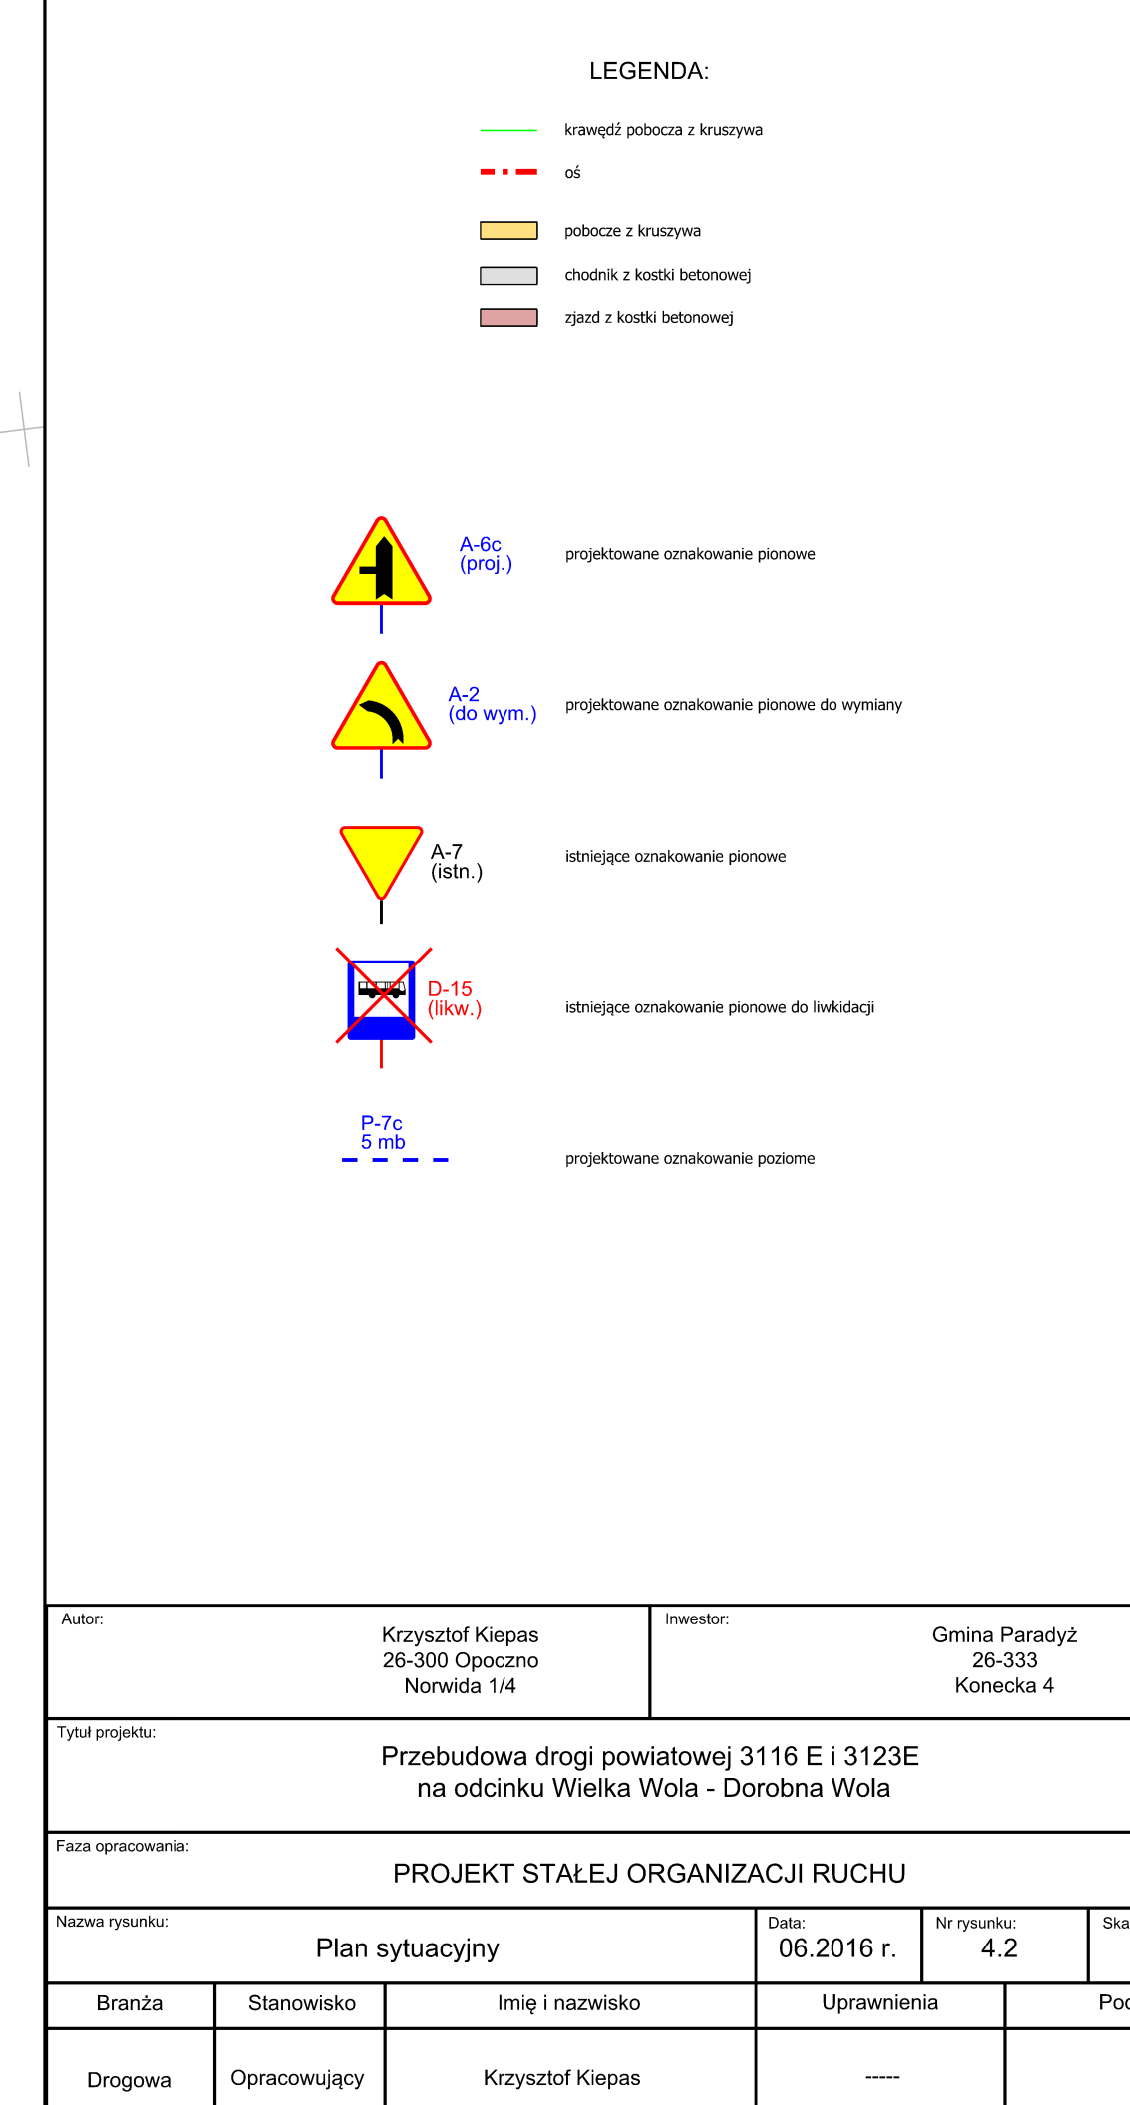 LEGENDA:
krawędź pobocza z kruszywa
oś
pobocze z kruszywa
chodnik z kostki betonowej
zjazd z kostki betonowej
A-6c
(proj.)
projektowane oznakowanie pionowe
A-2
(do wym.)
projektowane oznakowanie pionowe do wymiany
A-7
(istn.)
istniejące oznakowanie pionowe
D-15
(likw.)
istniejące oznakowanie pionowe do liwkidacji
P-7c
5 mb
projektowane oznakowanie poziome
Autor:
Krzysztof Kiepas
26-300 Opoczno
Norwida 1/4
Inwestor:
Gmina Paradyż
26-333
Konecka 4
Tytuł projektu:
Przebudowa drogi powiatowej 3116 E i 3123E
na odcinku Wielka Wola - Dorobna Wola
Faza opracowania:
PROJEKT STAŁEJ ORGANIZACJI RUCHU
Nazwa rysunku:
Plan sytuacyjny
Data:
06.2016 r.
Nr rysunku:
4.2
Ska
Branża
Stanowisko
Imię i nazwisko
Uprawnienia
Poc
Drogowa
Opracowujący
Krzysztof Kiepas
-----